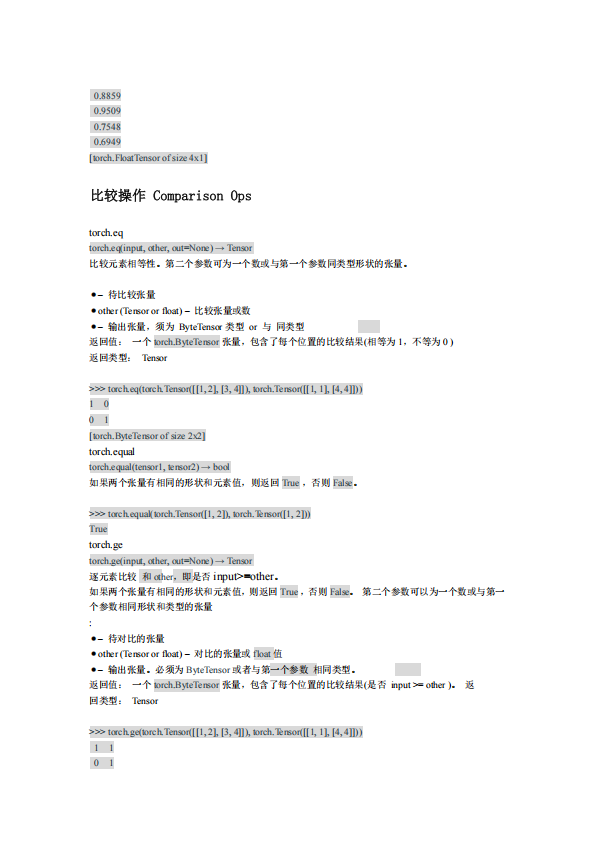 0.8859
0.9509
0.7548
0.6949
[torch.FloatTensor of size 4x1]
比较操作 Comparison Ops
torch.eq
torch.eq(input, other, out=None) → Tensor
比较元素相等性。第二个参数可为一个数或与第一个参数同类型形状的张量。
●– 待比较张量
●other (Tensor or float) – 比较张量或数
●– 输出张量，须为 ByteTensor 类型 or 与 同类型
返回值： 一个 torch.ByteTensor 张量，包含了每个位置的比较结果(相等为 1，不等为 0 )
返回类型： Tensor
>>> torch.eq(torch.Tensor([[1, 2], [3, 4]]), torch.Tensor([[1, 1], [4, 4]]))
1 0
0 1
[torch.ByteTensor of size 2x2]
torch.equal
torch.equal(tensor1, tensor2) → bool
如果两个张量有相同的形状和元素值，则返回 True ，否则 False。
>>> torch.equal(torch.Tensor([1, 2]), torch.Tensor([1, 2]))
True
torch.ge
torch.ge(input, other, out=None) → Tensor
逐元素比较 和 other，即是否 input>=other。
如果两个张量有相同的形状和元素值，则返回 True ，否则 False。 第二个参数可以为一个数或与第一
个参数相同形状和类型的张量
:
●– 待对比的张量
●other (Tensor or float) – 对比的张量或 float 值
●– 输出张量。必须为 ByteTensor 或者与第一个参数 相同类型。
返回值： 一个 torch.ByteTensor 张量，包含了每个位置的比较结果(是否 input >= other )。 返
回类型： Tensor
>>> torch.ge(torch.Tensor([[1, 2], [3, 4]]), torch.Tensor([[1, 1], [4, 4]]))
1 1
0 1